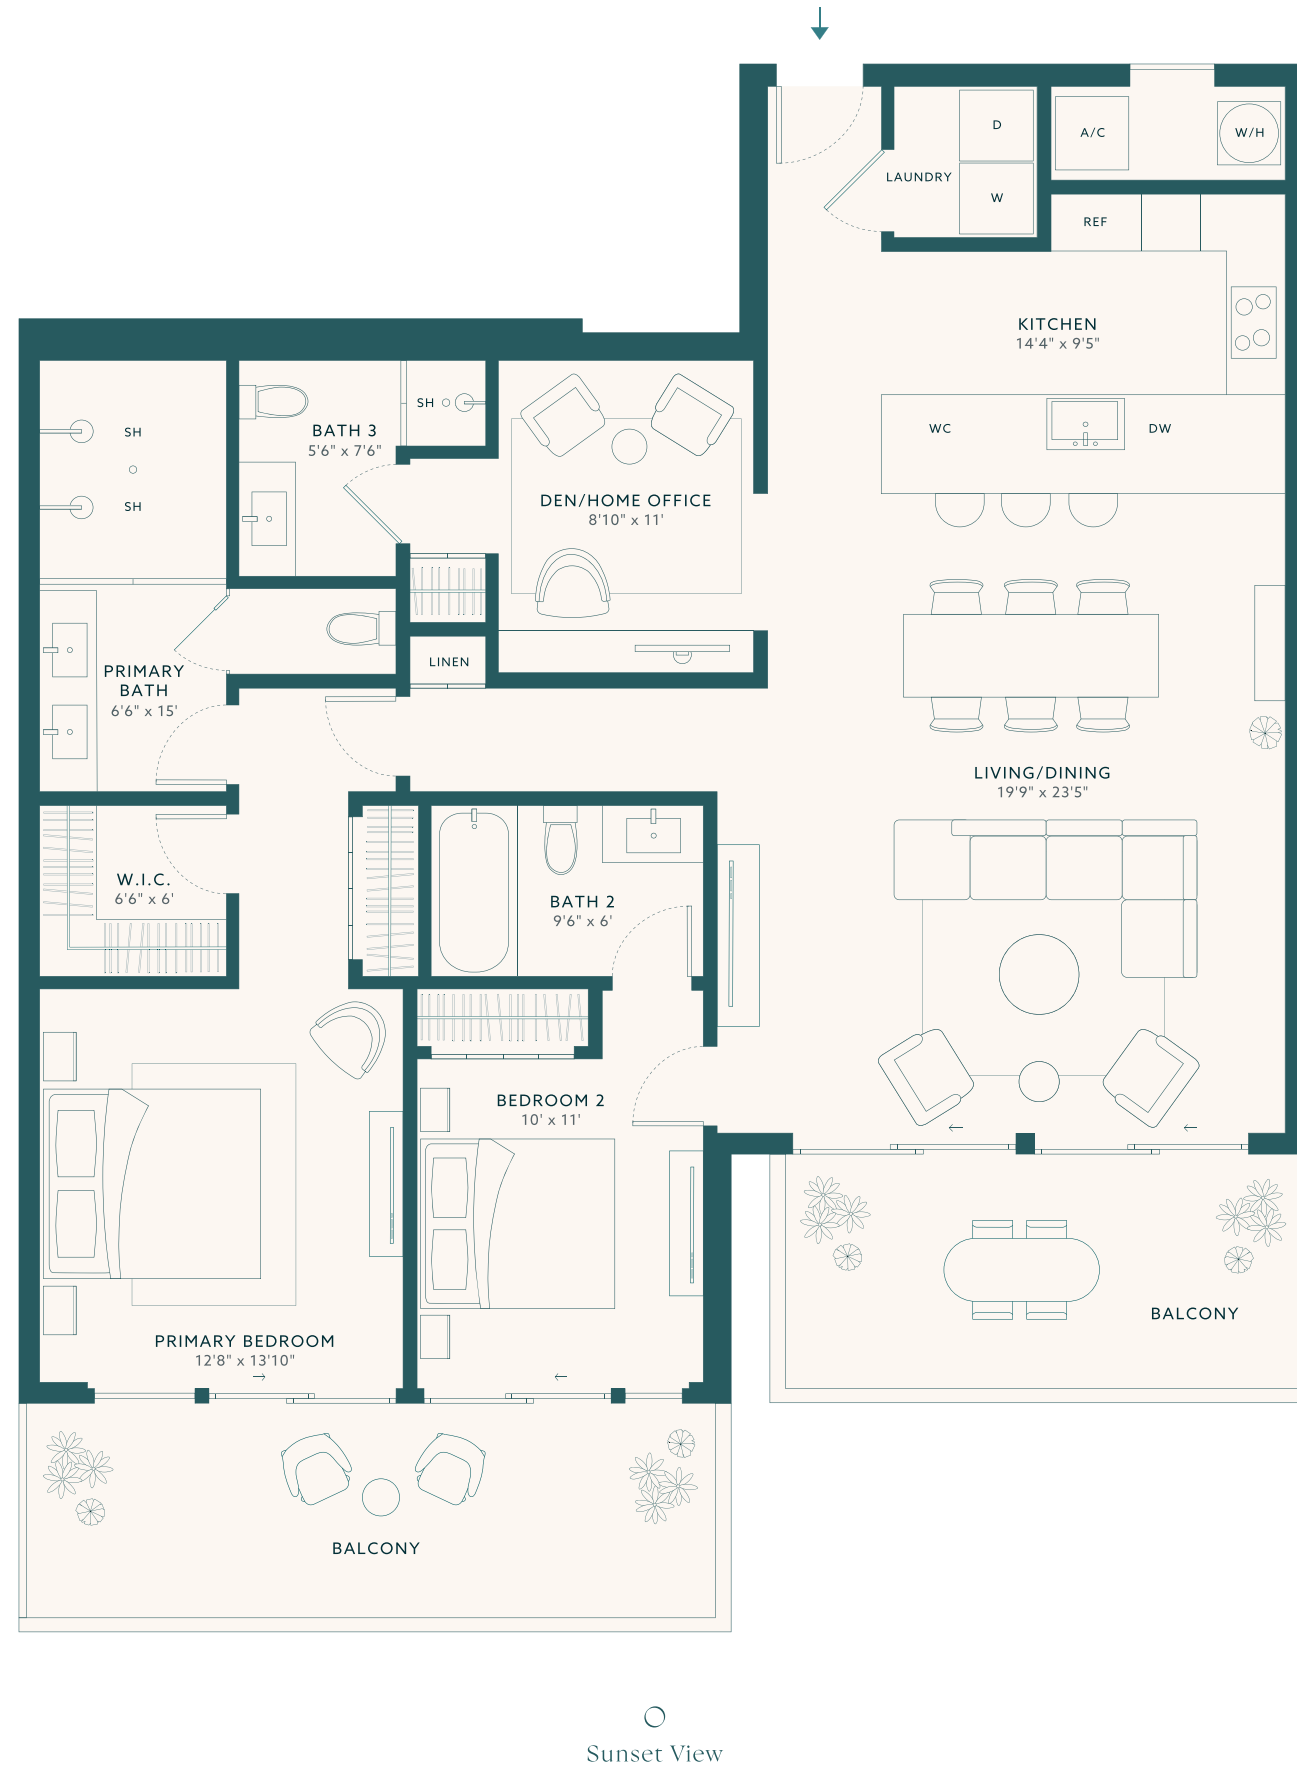 D
A/C
W/H
LAUNDRY
W
REF
KITCHEN
14'4" x 9'5"
SH
SH
SH
BATH 3
5'6" x 7'6"
WC
DW
DEN/HOME OFFICE
8'10" x 11'
LINEN
PRIMARY
BATH
6'6" x 15'
LIVING/DINING
19'9" x 23'5"
W.I.C.
6'6" x 6'
BATH 2
9'6" x 6'
BEDROOM 2
10' x 11'
BALCONY
PRIMARY BEDROOM
12'8" x 13'10"
BALCONY
Sunset View